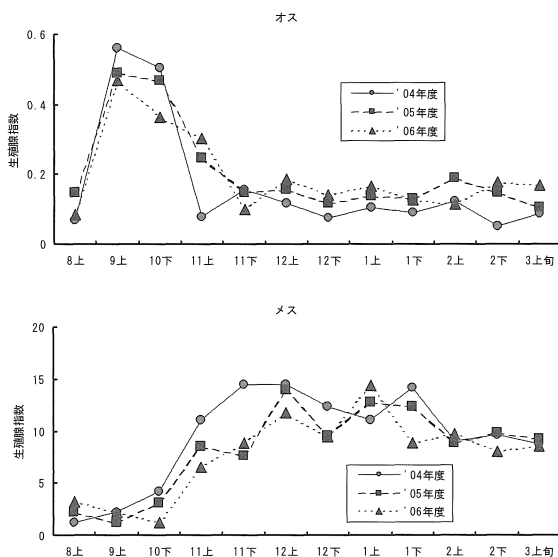 オス
0.6
0.4
0.2
0
生殖腺指数
'04年度
'05年度
'06年度
8上 9上 10下 11上 11下 12上 12下 1上 1下 2上 2下 3上旬
メス
20
15
10
5
0
生殖腺指数
'04年度
'05年度
'06年度
8上 9上 10下 11上 11下 12上 12下 1上 1下 2上 2下 3上旬